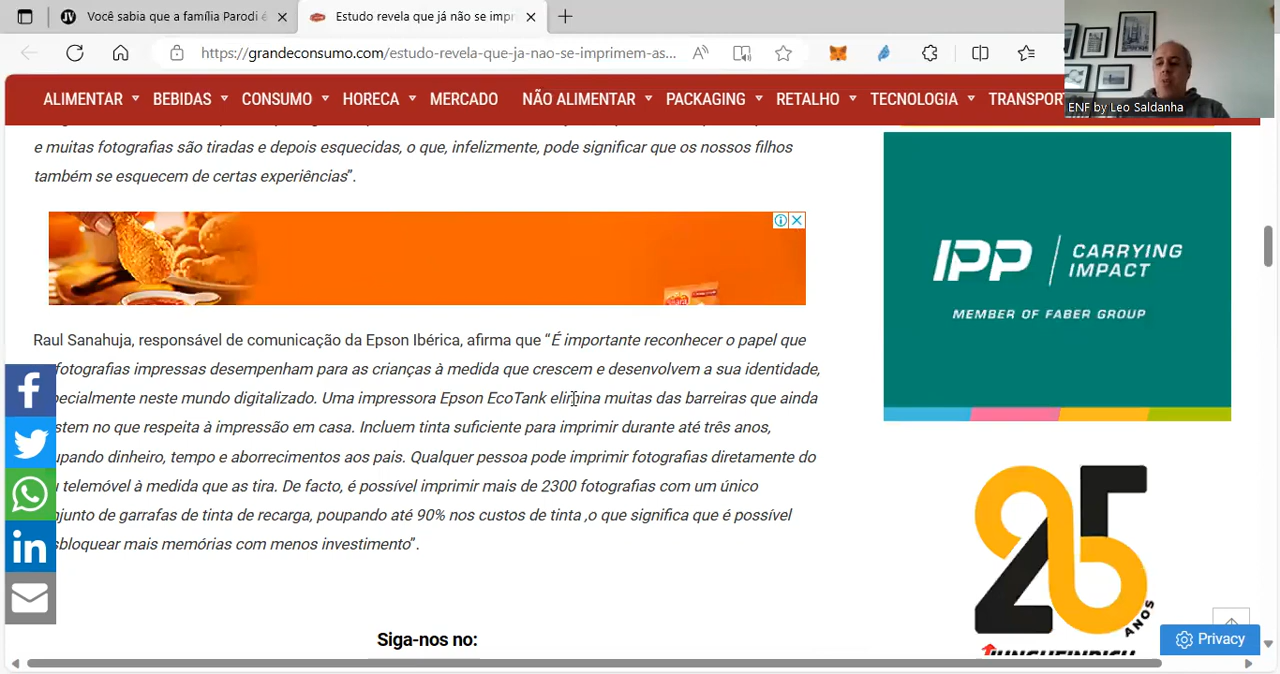 Você sabia que a família Parodi é
Estudo revela que já não se impr
https://grandeconsumo.com/estudo-revela-que-ja-nao-se-imprimem-as...
ALIMENTAR BEBIDAS CONSUMO HORECA MERCADO NÃO ALIMENTAR PACKAGING RETALHO TECNOLOGIA TRANSPORT
ENF by Leo Saldanha
e muitas fotografias são tiradas e depois esquecidas, o que, infelizmente, pode significar que os nossos filhos
também se esquecem de certas experiências”.
Raul Sanahuja, responsável de comunicação da Epson Ibérica, afirma que “É importante reconhecer o papel que
fotografias impressas desempenham para as crianças à medida que crescem e desenvolvem a sua identidade,
pecialmente neste mundo digitalizado. Uma impressora Epson EcoTank elimina muitas das barreiras que ainda
stem no que respeita à impressão em casa. Incluem tinta suficiente para imprimir durante até três anos,
upando dinheiro, tempo e aborrecimentos aos pais. Qualquer pessoa pode imprimir fotografias diretamente do
telemóvel à medida que as tira. De facto, é possível imprimir mais de 2300 fotografias com um único
njunto de garrafas de tinta de recarga, poupando até 90% nos custos de tinta ,o que significa que é possível
sbloquear mais memórias com menos investimento”.
Siga-nos no:
IPP CARRYING
IMPACT
MEMBER OF FABER GROUP
25
ANOS
JUNGHEINRICH
Privacy